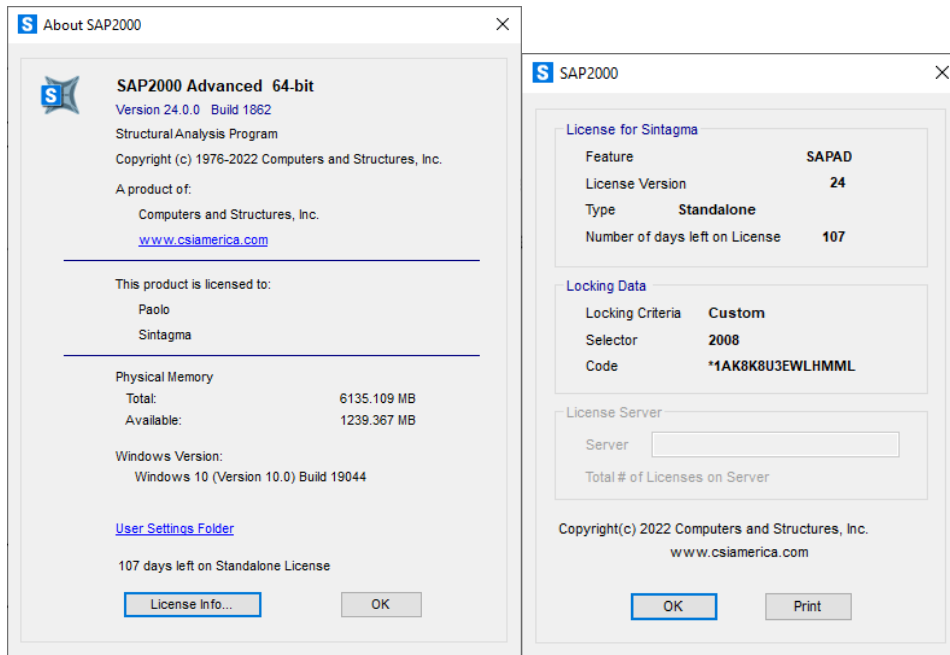 About SAP2000
SAP2000 Advanced 64-bit
Version 24.0.0 Build 1862
Structural Analysis Program
Copyright (c) 1976-2022 Computers and Structures, Inc.
A product of:
Computers and Structures, Inc.
www.csiamerica.com
This product is licensed to:
Paolo
Sintagma
Physical Memory
Total: 6135.109 MB
Available: 1239.367 MB
Windows Version:
Windows 10 (Version 10.0) Build 19044
User Settings Folder
107 days left on Standalone License
License Info... OK
SAP2000
License for Sintagma
Feature SAPAD
License Version 24
Type Standalone
Number of days left on License 107
Locking Data
Locking Criteria Custom
Selector 2008
Code *1AK8K8U3EWLHMML
License Server
Server
Total # of Licenses on Server
Copyright(c) 2022 Computers and Structures, Inc.
www.csiamerica.com
OK Print